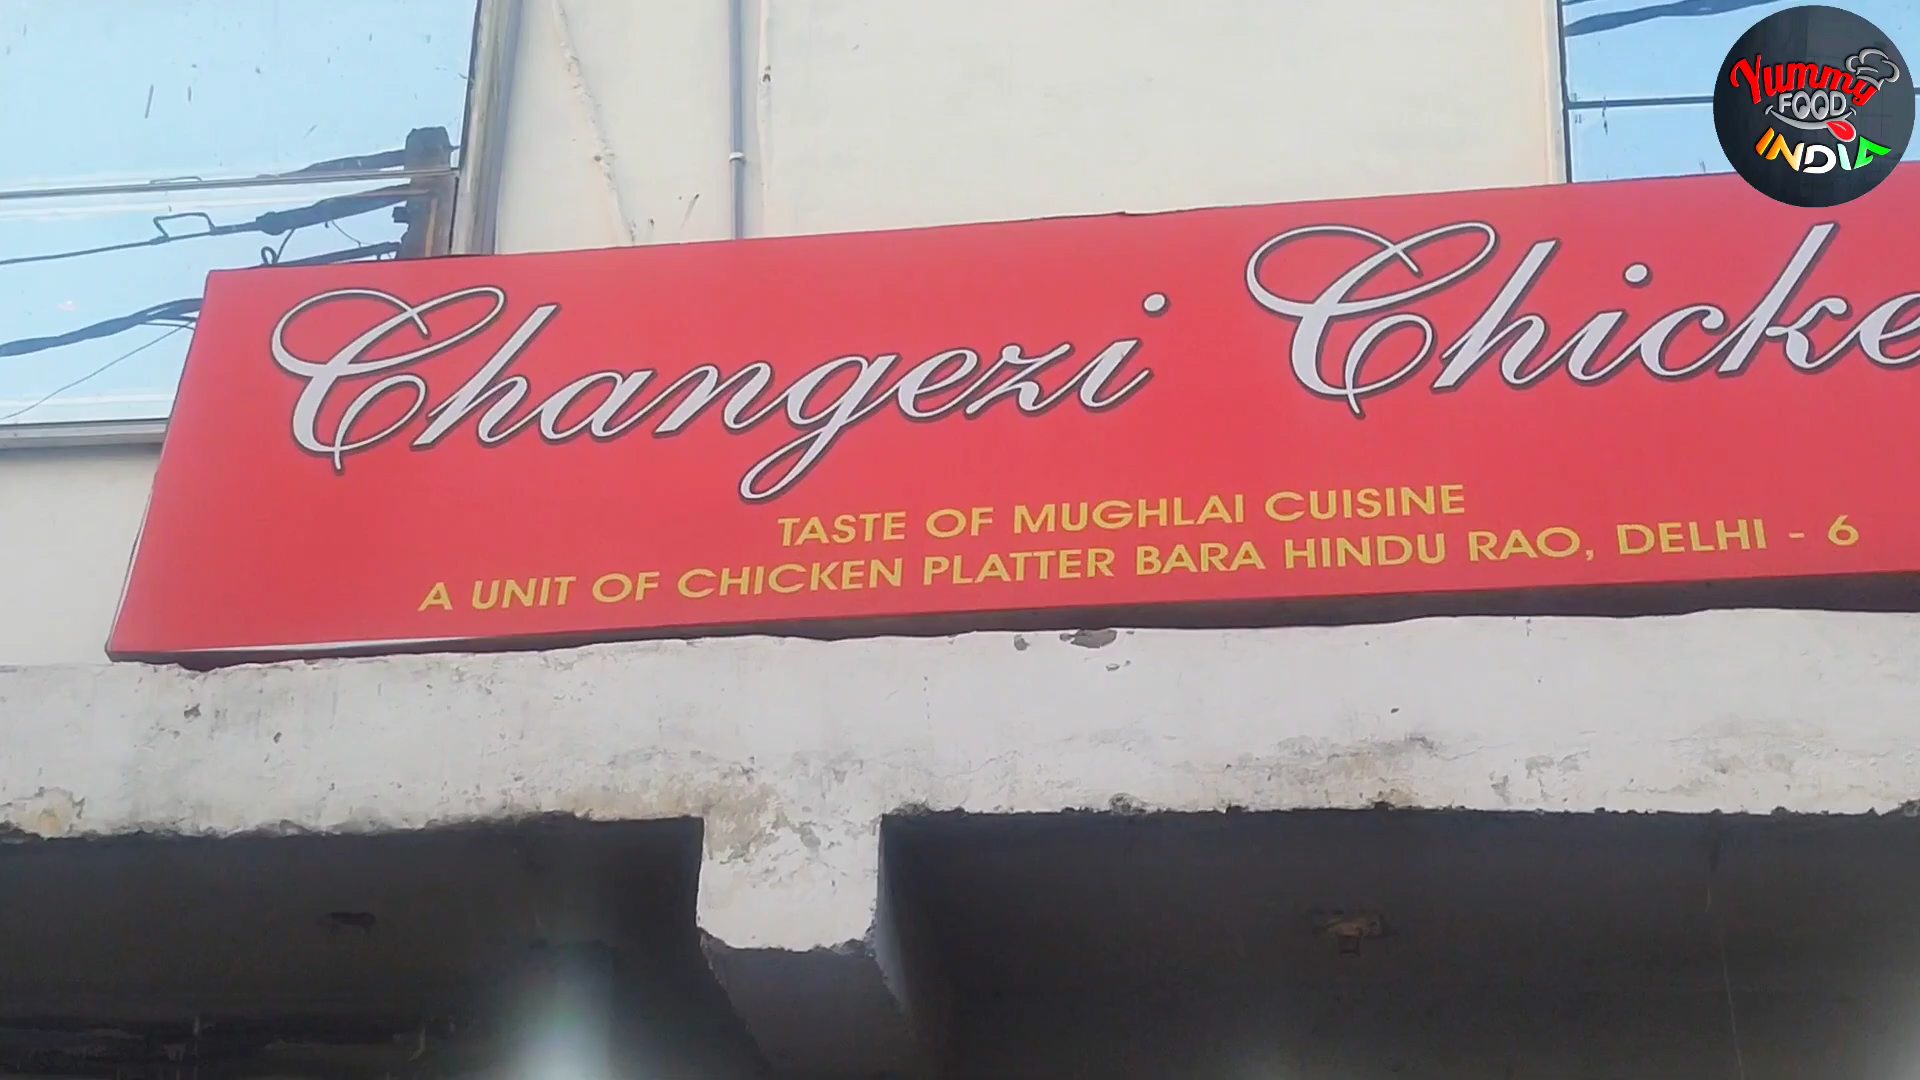 Changezi Chicke
TASTE OF MUGHLAI CUISINE
A UNIT OF CHICKEN PLATTER BARA HINDU RAO, DELHI - 6
Yummy
FOOD
INDIA